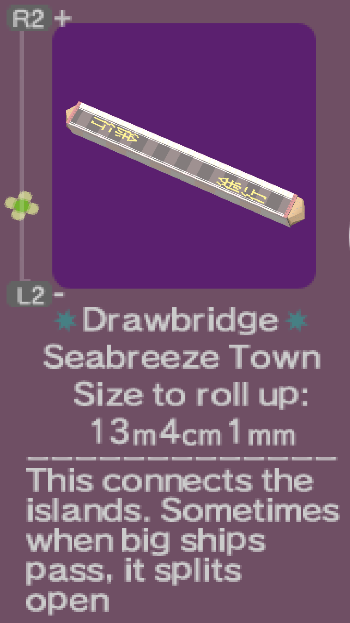 R2 +
L2 -
Drawbridge
Seabreeze Town
Size to roll up:
13m4cm1mm
This connects the
islands. Sometimes
when big ships
pass, it splits
open